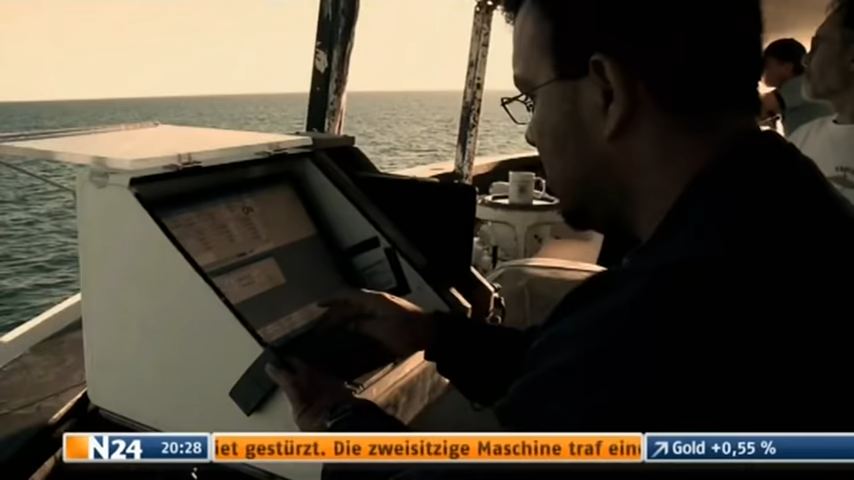 N24 20:28 iet gestürzt. Die zweisitzige Maschine traf ein Gold +0,55 %